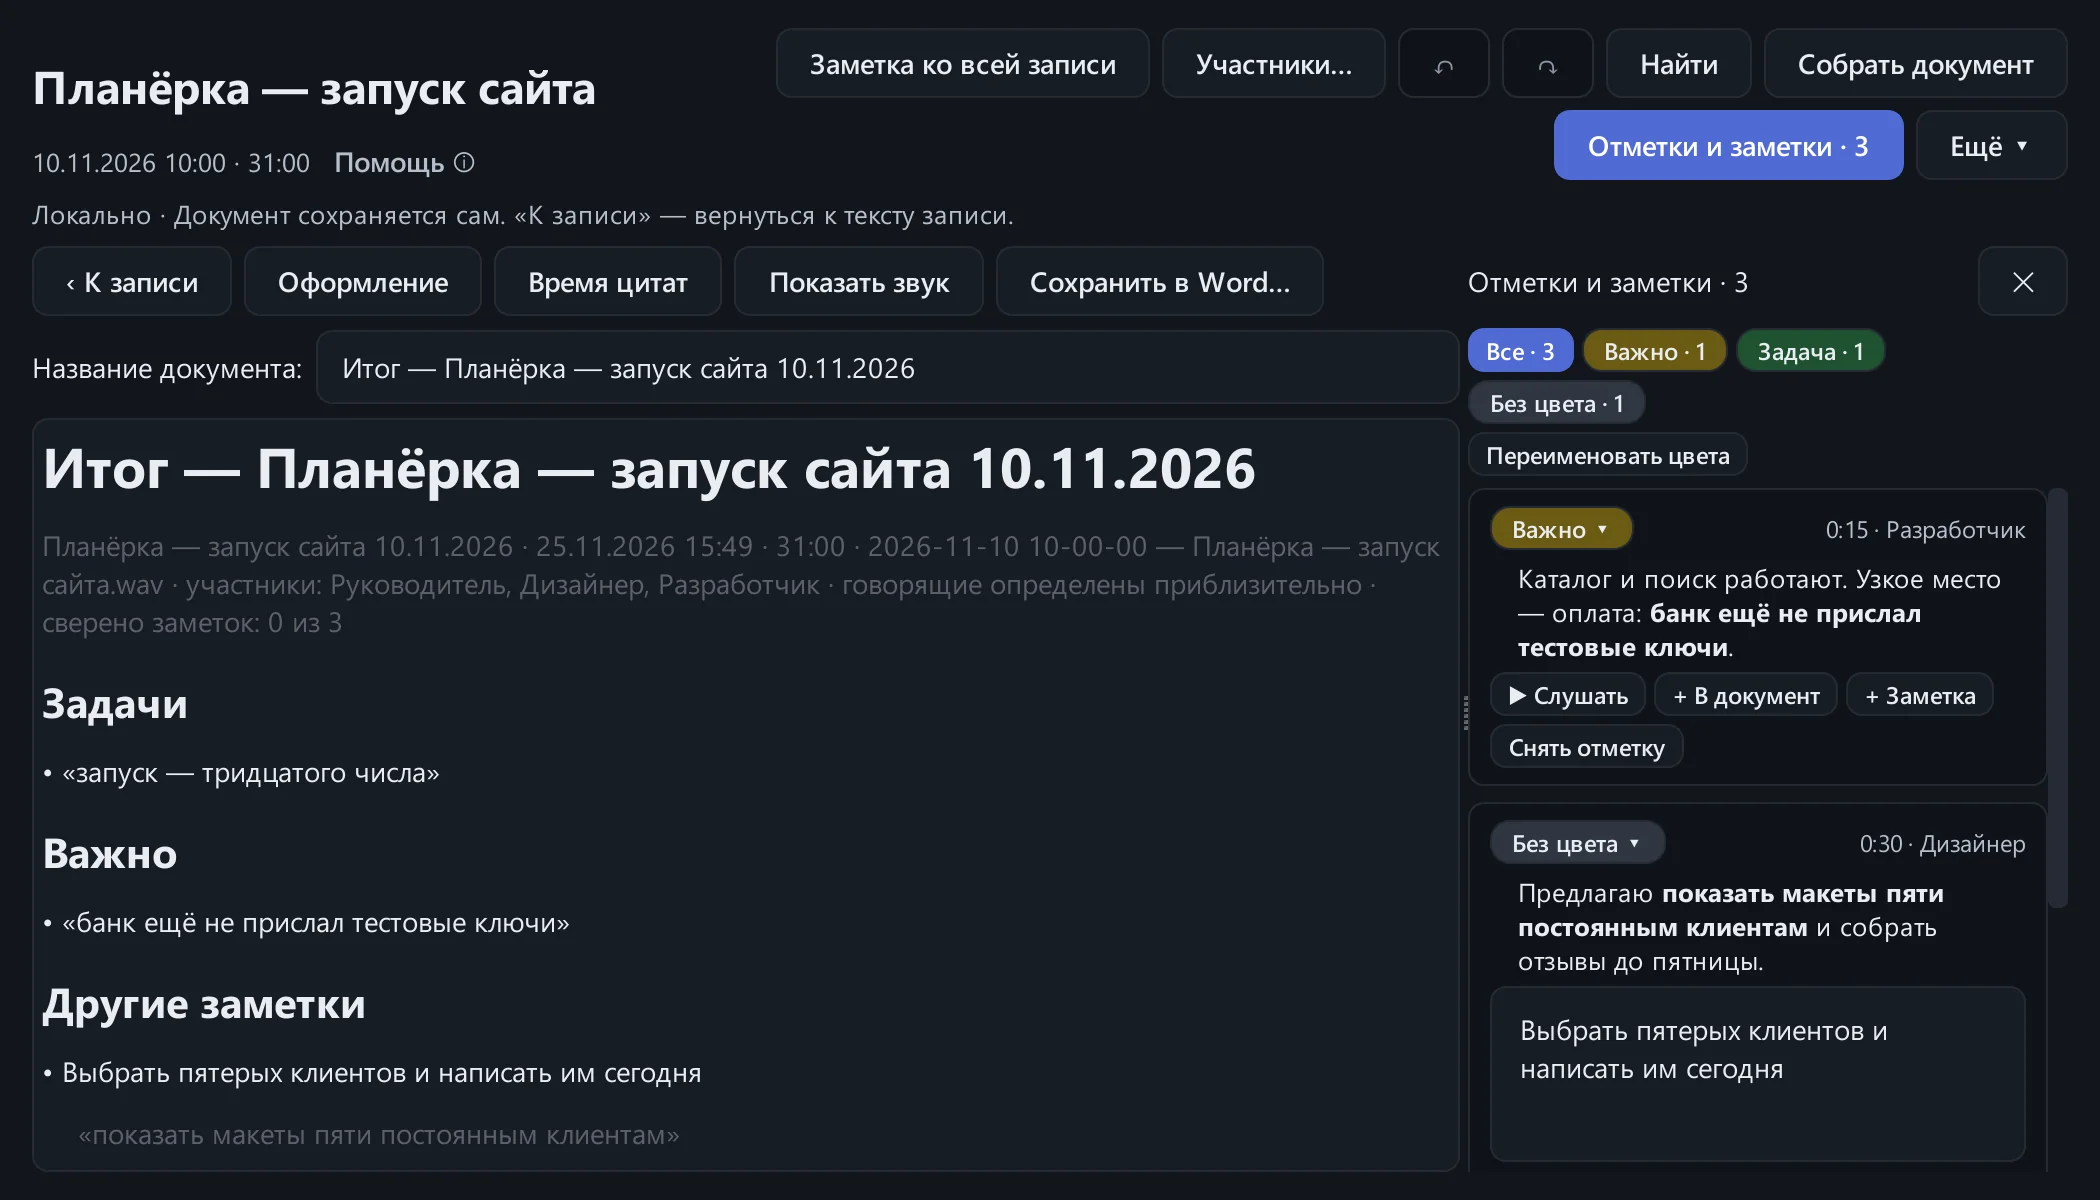 Планёрка — запуск сайта
Заметка ко всей записи
Участники...
Найти
Собрать документ
Отметки и заметки · 3
Ещё
10.11.2026 10:00 · 31:00 Помощь
Локально · Документ сохраняется сам. «К записи» — вернуться к тексту записи.
‹ К записи
Оформление
Время цитат
Показать звук
Сохранить в Word...
Название документа:
Итог — Планёрка — запуск сайта 10.11.2026
Итог — Планёрка — запуск сайта 10.11.2026
Планёрка — запуск сайта 10.11.2026 · 25.11.2026 15:49 · 31:00 · 2026-11-10 10-00-00 — Планёрка — запуск
сайта.wav · участники: Руководитель, Дизайнер, Разработчик · говорящие определены приблизительно ·
сверено заметок: 0 из 3
Задачи
• «запуск — тридцатого числа»
Важно
• «банк ещё не прислал тестовые ключи»
Другие заметки
• Выбрать пятерых клиентов и написать им сегодня
«показать макеты пяти постоянным клиентам»
Отметки и заметки · 3
Все · 3
Важно · 1
Задача · 1
Без цвета · 1
Переименовать цвета
Важно
0:15 · Разработчик
Каталог и поиск работают. Узкое место
— оплата: банк ещё не прислал
тестовые ключи.
▶ Слушать
+ В документ
+ Заметка
Снять отметку
Без цвета
0:30 · Дизайнер
Предлагаю показать макеты пяти
постоянным клиентам и собрать
отзывы до пятницы.
Выбрать пятерых клиентов и
написать им сегодня